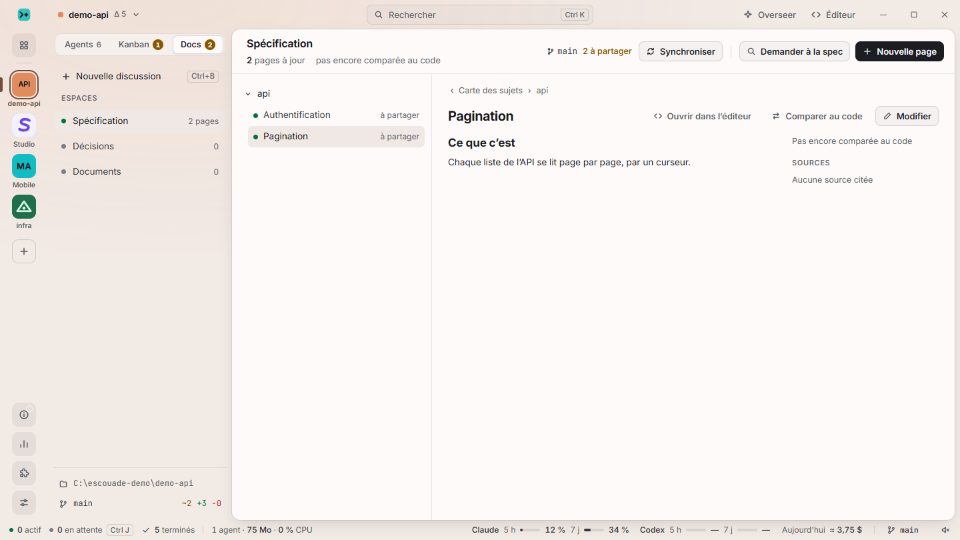 demo-api Δ 5
Rechercher Ctrl K
Overseer
Éditeur
API
demo-api
S
Studio
MA
Mobile
infra
Agents 6
Kanban 1
Docs 2
Nouvelle discussion Ctrl+B
ESPACES
Spécification 2 pages
Décisions 0
Documents 0
C:\escouade-demo\demo-api
main ~2 +3 -0
Spécification
2 pages à jour pas encore comparée au code
main 2 à partager
Synchroniser
Demander à la spec
Nouvelle page
api
Authentification à partager
Pagination à partager
Carte des sujets › api
Pagination
Ouvrir dans l’éditeur
Comparer au code
Modifier
Ce que c’est
Chaque liste de l’API se lit page par page, par un curseur.
Pas encore comparée au code
SOURCES
Aucune source citée
0 actif 0 en attente Ctrl J 5 terminés 1 agent · 75 Mo · 0 % CPU
Claude 5 h 12 % 7 j 34 % Codex 5 h — 7 j — Aujourd’hui ≈ 3,75 $ main